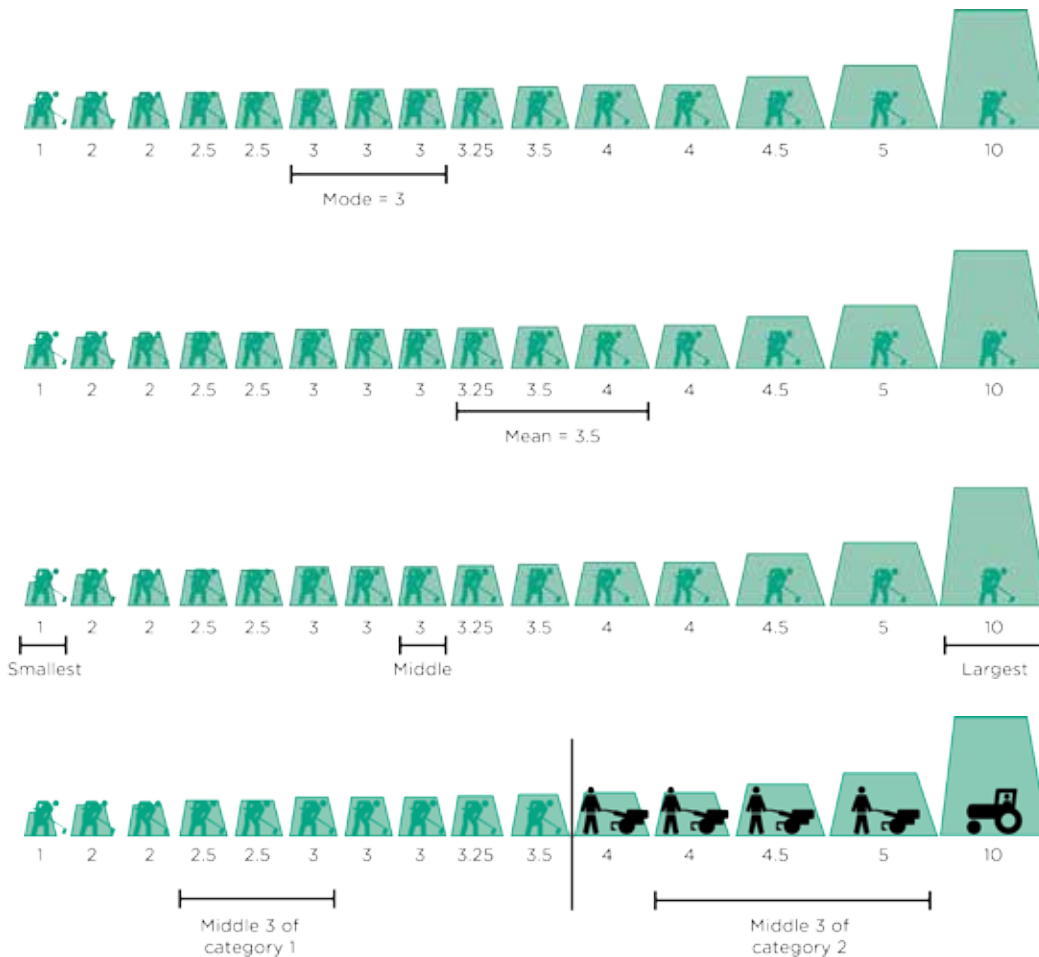 1 2 2 2.5 2.5 3 3 3 3.25 3.5 4 4 4.5 5 10
Mode = 3
1 2 2 2.5 2.5 3 3 3 3.25 3.5 4 4 4.5 5 10
Mean = 3.5
1 2 2 2.5 2.5 3 3 3 3.25 3.5 4 4 4.5 5 10
Smallest Middle Largest
1 2 2 2.5 2.5 3 3 3 3.25 3.5 4 4 4.5 5 10
Middle 3 of
category 1
Middle 3 of
category 2